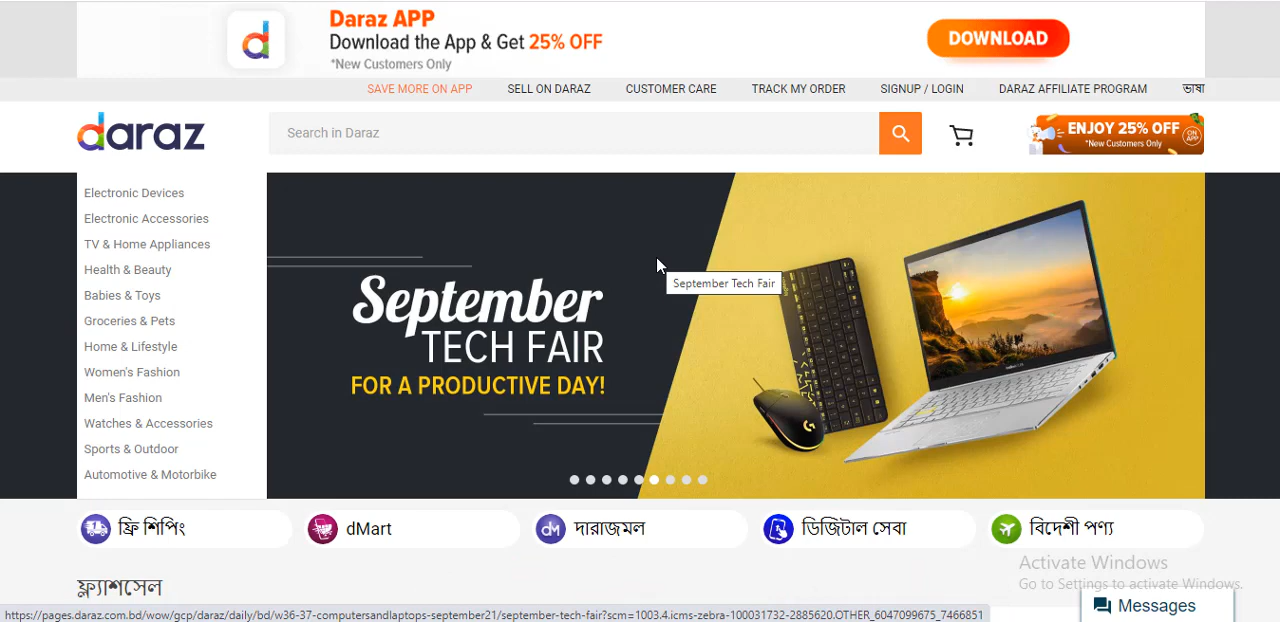 Daraz APP
Download the App & Get 25% OFF
*New Customers Only
DOWNLOAD
SAVE MORE ON APP SELL ON DARAZ CUSTOMER CARE TRACK MY ORDER SIGNUP / LOGIN DARAZ AFFILIATE PROGRAM ভাষা
daraz
Search in Daraz
ENJOY 25% OFF
*New Customers Only
ON APP
Electronic Devices
Electronic Accessories
TV & Home Appliances
Health & Beauty
Babies & Toys
Groceries & Pets
Home & Lifestyle
Women's Fashion
Men's Fashion
Watches & Accessories
Sports & Outdoor
Automotive & Motorbike
September
TECH FAIR
FOR A PRODUCTIVE DAY!
September Tech Fair
ফ্রি শিপিং dMart দারাজমল ডিজিটাল সেবা বিদেশী পণ্য
ফ্ল্যাশসেল
Activate Windows
Go to Settings to activate Windows.
Messages
https://pages.daraz.com.bd/wow/gcp/daraz/daily/bd/w36-37-computersandlaptops-september21/september-tech-fair?scm=1003.4.icms-zebra-100031732-2885620.OTHER_6047099675_7466851